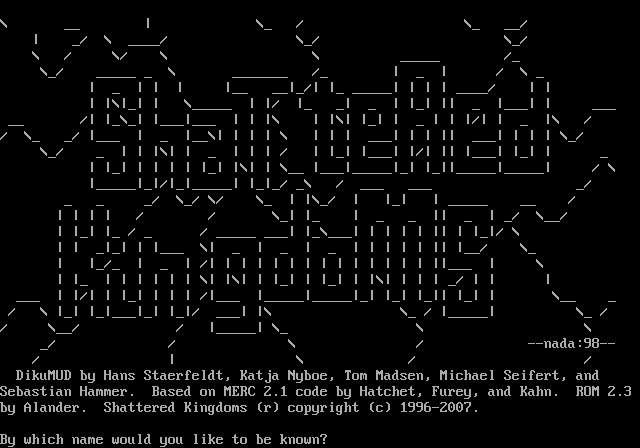 Shattered
Kingdoms
--nada:98--
DikuMUD by Hans Staerfeldt, Katja Nyboe, Tom Madsen, Michael Seifert, and
Sebastian Hammer.  Based on MERC 2.1 code by Hatchet, Furey, and Kahn.  ROM 2.3
by Alander.  Shattered Kingdoms (r) copyright (c) 1996-2007.
By which name would you like to be known?